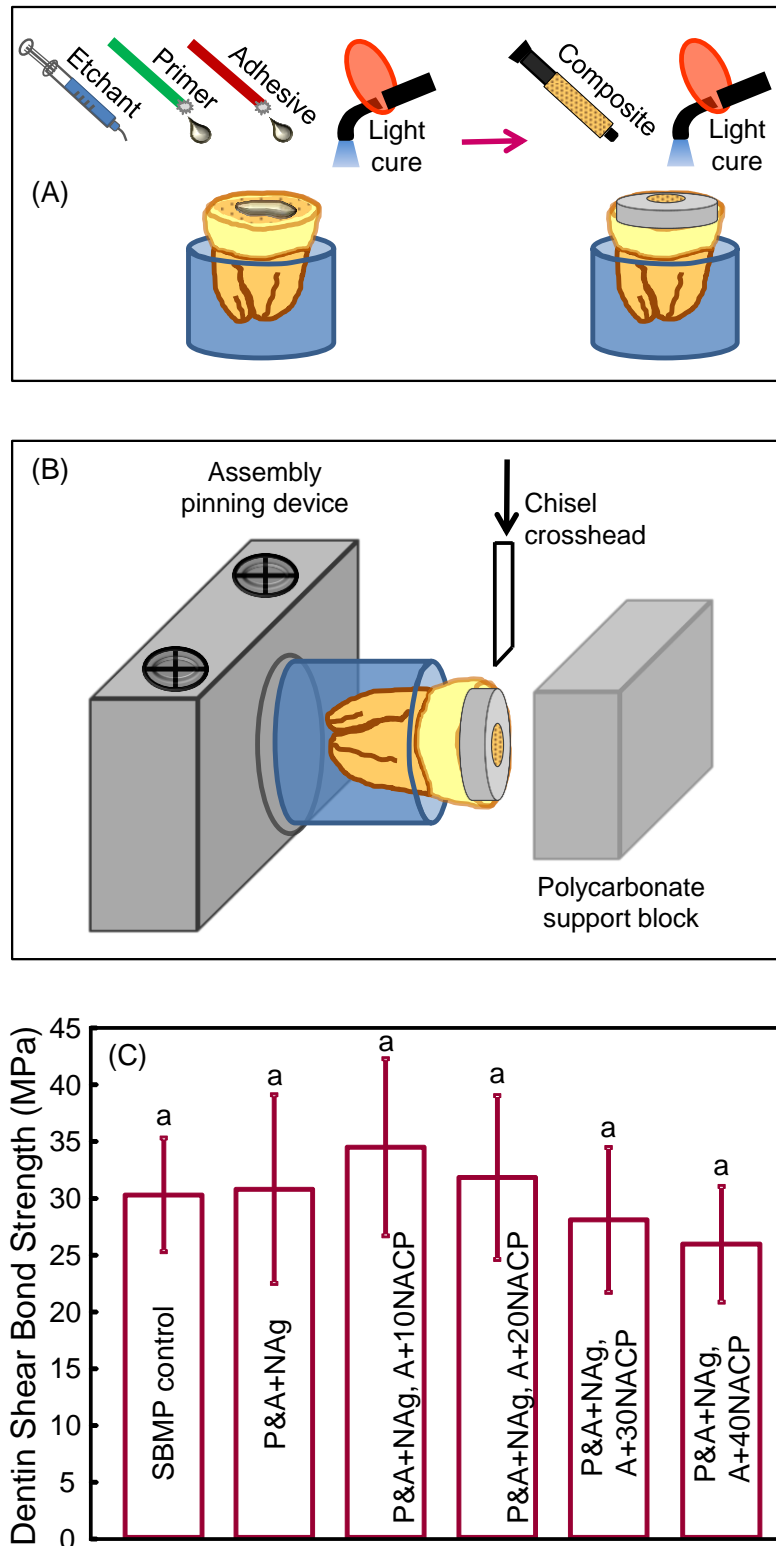 Etchant
Primer
Adhesive
Light
cure
Composite
Light
cure
(A)
(B)
Assembly
pinning device
Chisel
crosshead
Polycarbonate
support block
(C)
Dentin Shear Bond Strength (MPa)
45
40
35
30
25
20
15
10
5
0
a
a
a
a
a
a
SBMP control
P&A+NAg
P&A+NAg, A+10NACP
P&A+NAg, A+20NACP
P&A+NAg,
A+30NACP
P&A+NAg,
A+40NACP